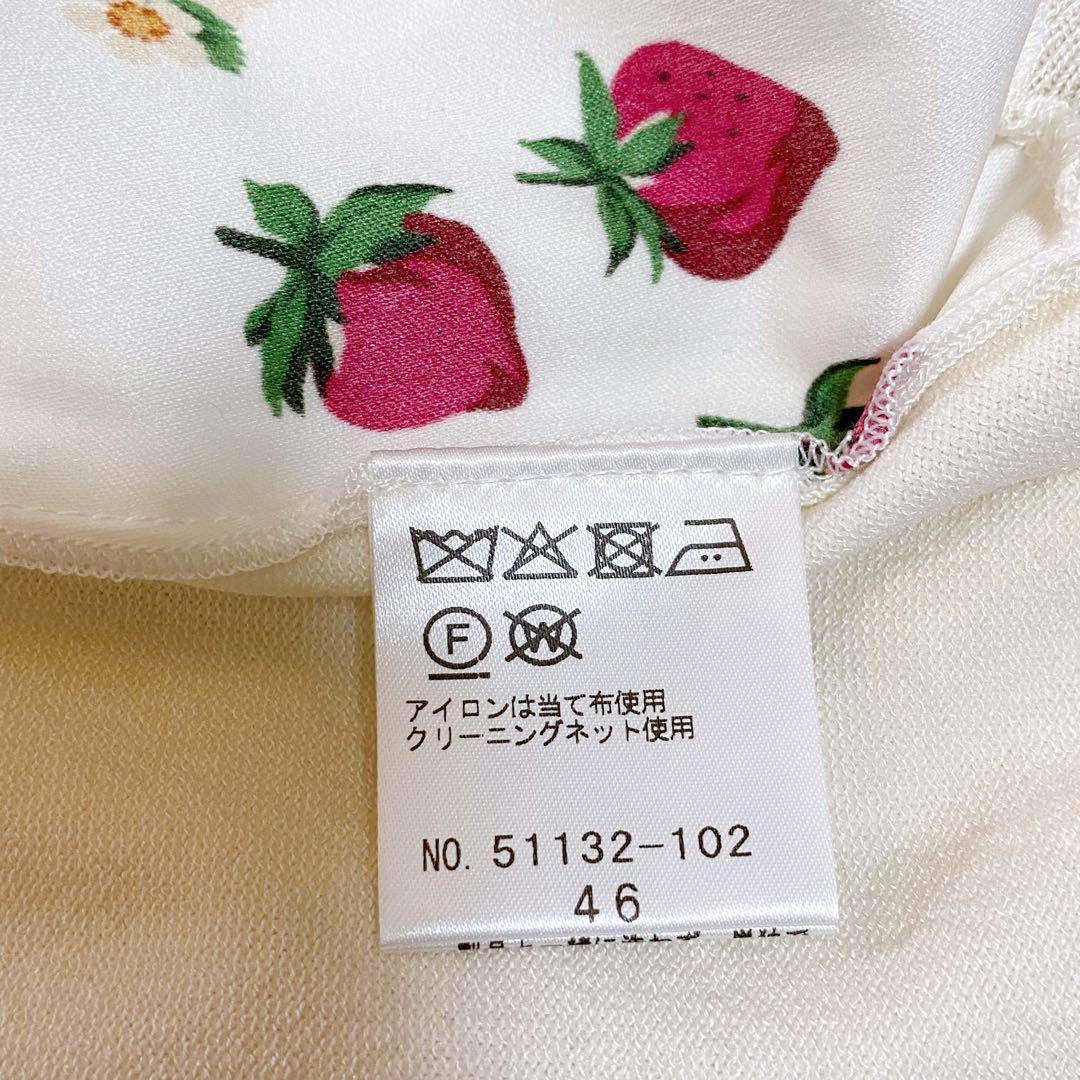 F W
アイロンは当て布使用
クリーニングネット使用
NO. 51132-102
46